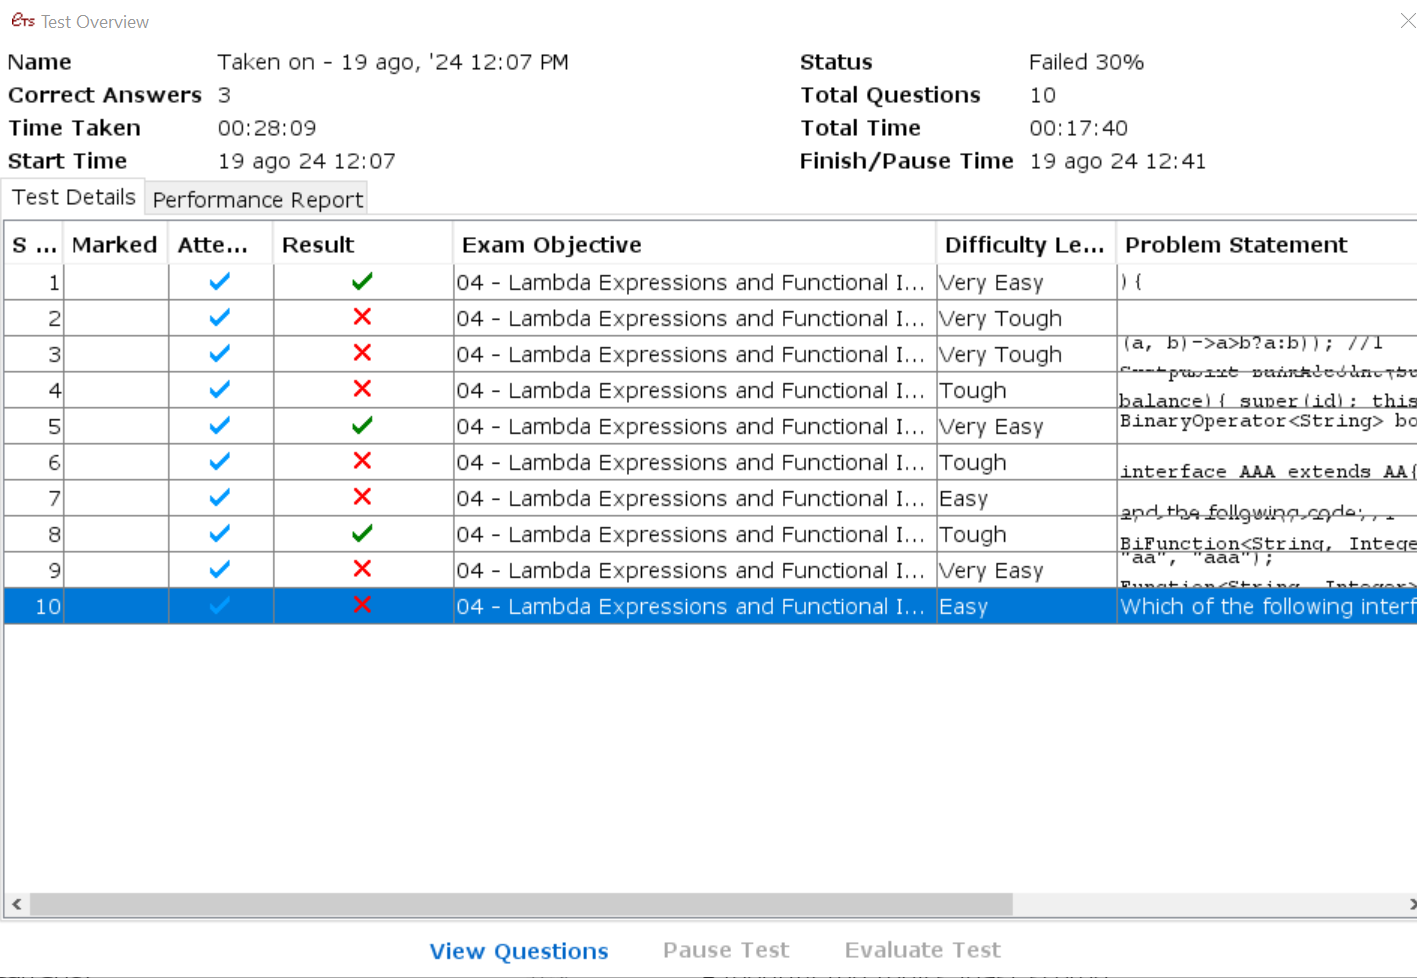 eTs Test Overview
Name Taken on - 19 ago, '24 12:07 PM Status Failed 30%
Correct Answers 3 Total Questions 10
Time Taken 00:28:09 Total Time 00:17:40
Start Time 19 ago 24 12:07 Finish/Pause Time 19 ago 24 12:41
Test Details Performance Report
S ... Marked Atte... Result Exam Objective Difficulty Le... Problem Statement
1 04 - Lambda Expressions and Functional I... Very Easy ) {
2 04 - Lambda Expressions and Functional I... Very Tough
3 04 - Lambda Expressions and Functional I... Very Tough (a, b)->a>b?a:b)); //1
4 04 - Lambda Expressions and Functional I... Tough
balance){ super(id); this
5 04 - Lambda Expressions and Functional I... Very Easy BinaryOperator<String> bo
6 04 - Lambda Expressions and Functional I... Tough interface AAA extends AA{
7 04 - Lambda Expressions and Functional I... Easy and the following code:
8 04 - Lambda Expressions and Functional I... Tough BiFunction<String, Intege
9 04 - Lambda Expressions and Functional I... Very Easy "aa", "aaa");
Function<String, Integer>
10 04 - Lambda Expressions and Functional I... Easy Which of the following interf
View Questions Pause Test Evaluate Test